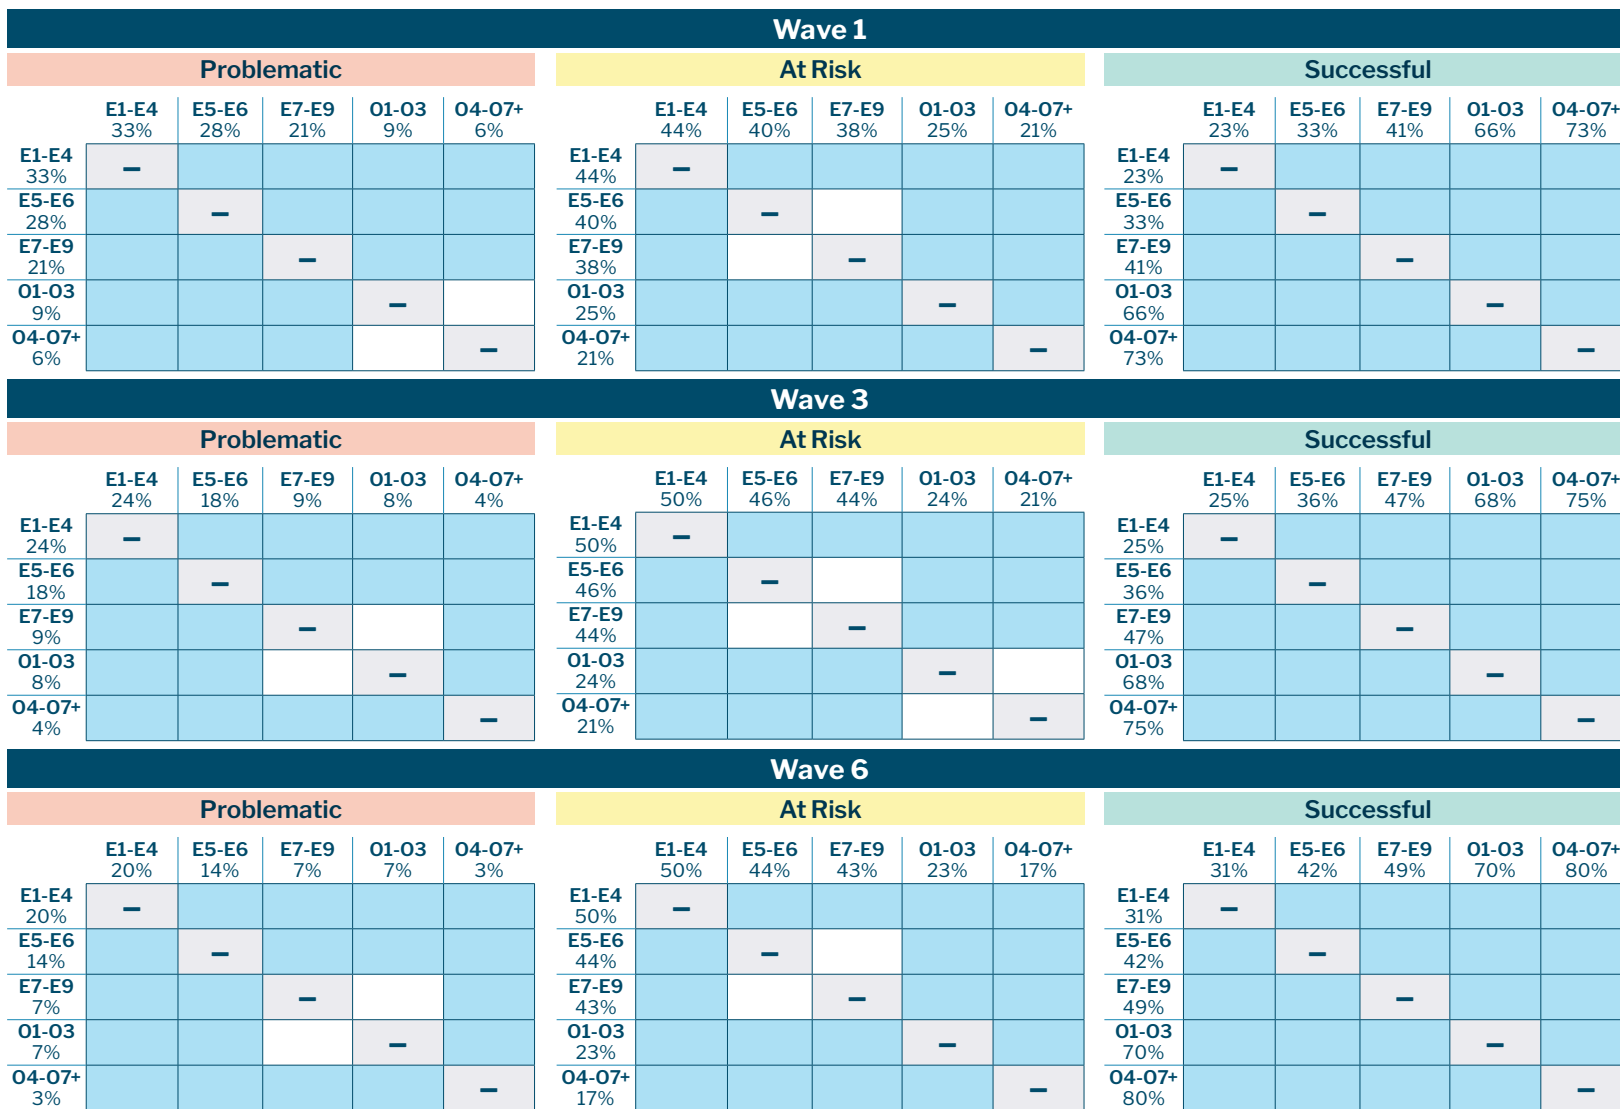 Wave 1
Problematic At Risk Successful
E1-E4 E5-E6 E7-E9 O1-O3 O4-O7+ E1-E4 E5-E6 E7-E9 O1-O3 O4-O7+ E1-E4 E5-E6 E7-E9 O1-O3 O4-O7+
33% 28% 21% 9% 6% 44% 40% 38% 25% 21% 23% 33% 41% 66% 73%
E1-E4 E1-E4 E1-E4
33% – 44% – 23% –
E5-E6 E5-E6 E5-E6
28% – 40% – 33% –
E7-E9 E7-E9 E7-E9
21% – 38% – 41% –
O1-O3 O1-O3 O1-O3
9% – 25% – 66% –
O4-O7+ O4-O7+ O4-O7+
6% – 21% – 73% –
Wave 3
Problematic At Risk Successful
E1-E4 E5-E6 E7-E9 O1-O3 O4-O7+ E1-E4 E5-E6 E7-E9 O1-O3 O4-O7+ E1-E4 E5-E6 E7-E9 O1-O3 O4-O7+
24% 18% 9% 8% 4% 50% 46% 44% 24% 21% 25% 36% 47% 68% 75%
E1-E4 E1-E4 E1-E4
24% – 50% – 25% –
E5-E6 E5-E6 E5-E6
18% – 46% – 36% –
E7-E9 E7-E9 E7-E9
9% – 44% – 47% –
O1-O3 O1-O3 O1-O3
8% – 24% – 68% –
O4-O7+ O4-O7+ O4-O7+
4% – 21% – 75% –
Wave 6
Problematic At Risk Successful
E1-E4 E5-E6 E7-E9 O1-O3 O4-O7+ E1-E4 E5-E6 E7-E9 O1-O3 O4-O7+ E1-E4 E5-E6 E7-E9 O1-O3 O4-O7+
20% 14% 7% 7% 3% 50% 44% 43% 23% 17% 31% 42% 49% 70% 80%
E1-E4 E1-E4 E1-E4
20% – 50% – 31% –
E5-E6 E5-E6 E5-E6
14% – 44% – 42% –
E7-E9 E7-E9 E7-E9
7% – 43% – 49% –
O1-O3 O1-O3 O1-O3
7% – 23% – 70% –
O4-O7+ O4-O7+ O4-O7+
3% – 17% – 80% –